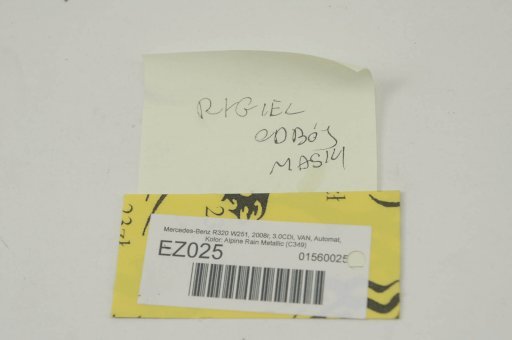 RYGIEL
ODBÓJ
MASKI
Mercedes-Benz R320 W251, 2008r, 3.0CDI, VAN, Automat,
Kolor: Alpine Rain Metallic (C349)
EZ025
01560025